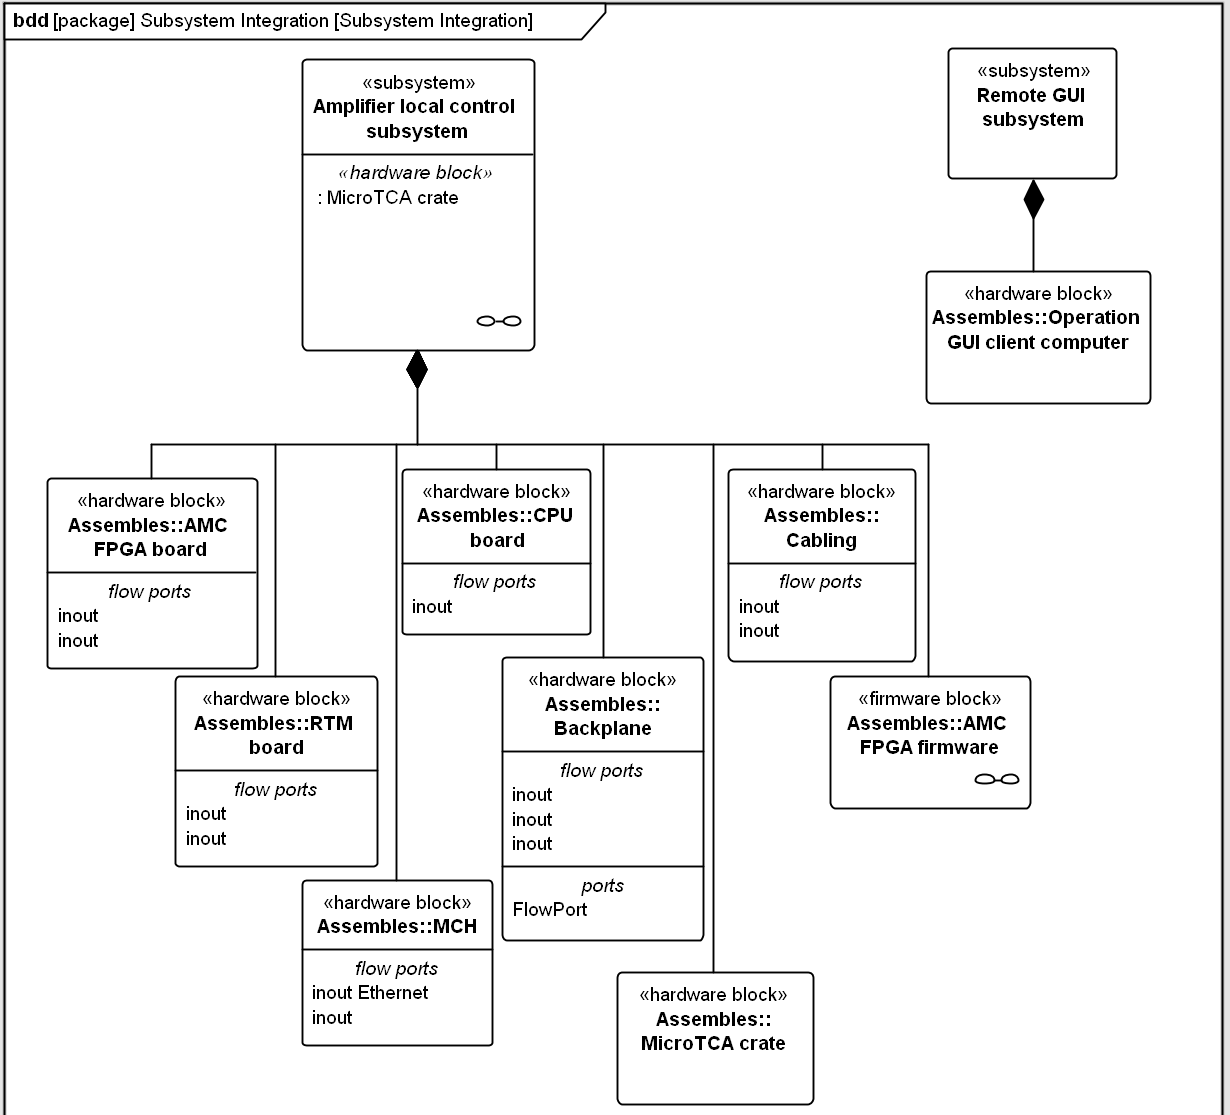 bdd [package] Subsystem Integration [Subsystem Integration]
«subsystem»
Amplifier local control
subsystem
«hardware block»
: MicroTCA crate
«subsystem»
Remote GUI
subsystem
«hardware block»
Assembles::Operation
GUI client computer
«hardware block»
Assembles::AMC
FPGA board
flow ports
inout
inout
«hardware block»
Assembles::CPU
board
flow ports
inout
«hardware block»
Assembles::
Cabling
flow ports
inout
inout
«hardware block»
Assembles::RTM
board
flow ports
inout
inout
«hardware block»
Assembles::
Backplane
flow ports
inout
inout
inout
ports
FlowPort
«firmware block»
Assembles::AMC
FPGA firmware
«hardware block»
Assembles::MCH
flow ports
inout Ethernet
inout
«hardware block»
Assembles::
MicroTCA crate